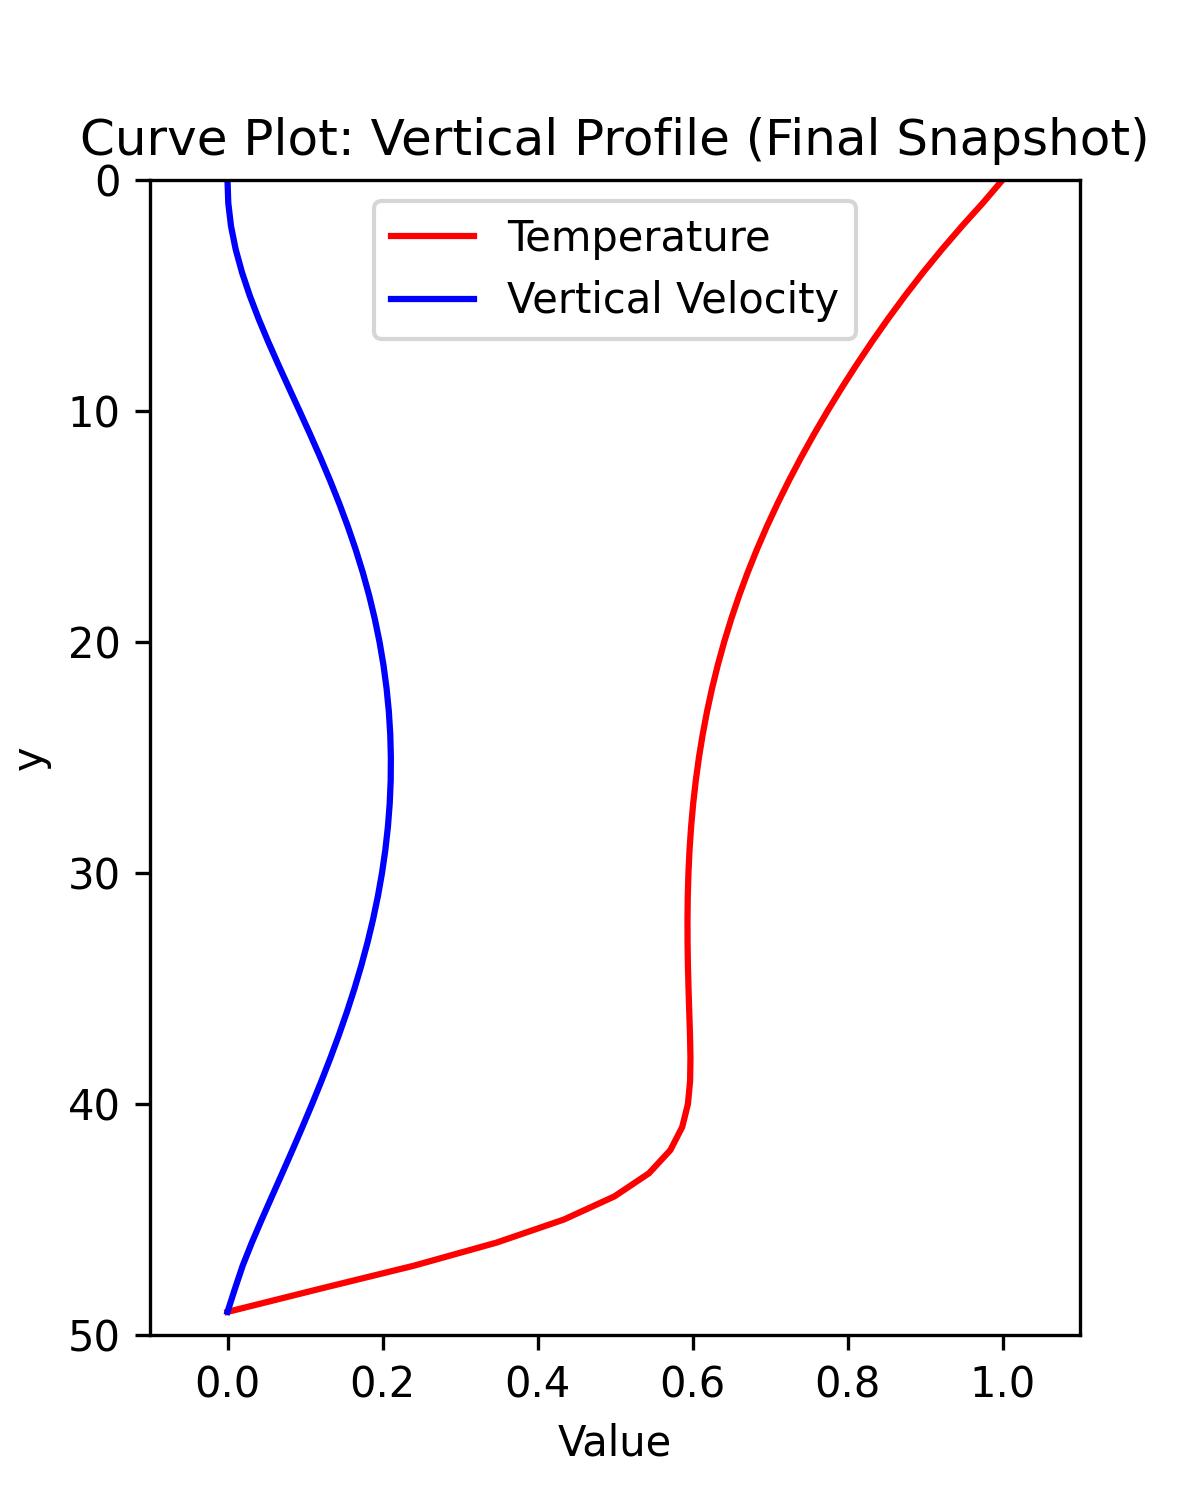 Curve Plot: Vertical Profile (Final Snapshot)
Temperature
Vertical Velocity
0
10
20
30
40
50
y
0.0 0.2 0.4 0.6 0.8 1.0
Value